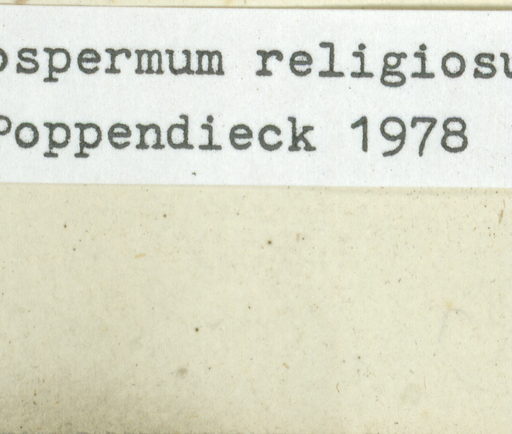 ospermum religiosu
Poppendieck 1978